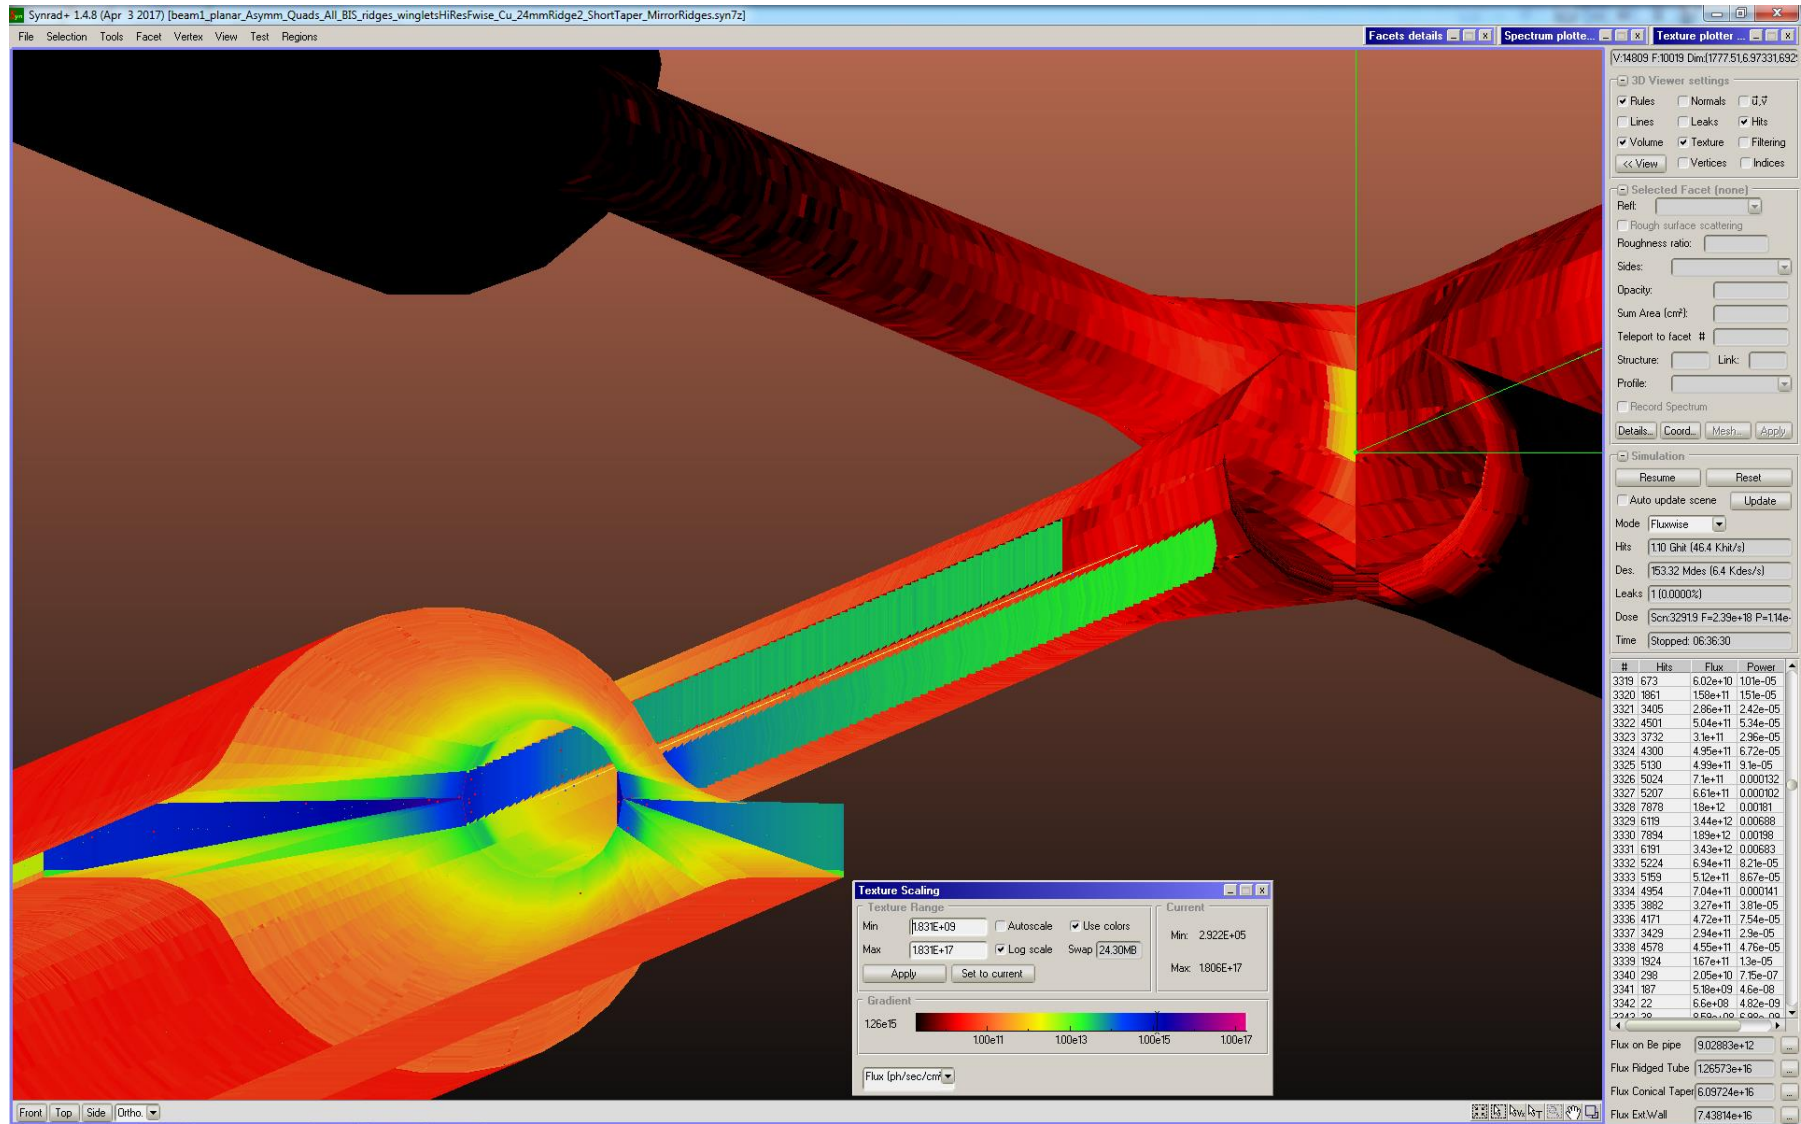 Synrad+ 1.4.8 (Apr 3 2017) [beam1_planar_Asymm_Quads_All_BIS_ridges_wingletsHiResFwise_Cu_24mmRidge2_ShortTaper_MirrorRidges.syn7z]
File Selection Tools Facet Vertex View Test Regions
Facets details Spectrum plotte... Texture plotter ...
V:14809 F:10019 Dim:(1777.51,6.97331,692
3D Viewer settings
Rules Normals u,v
Lines Leaks Hits
Volume Texture Filtering
<< View Vertices Indices
Selected Facet (none)
Refl:
Rough surface scattering
Roughness ratio:
Sides:
Opacity:
Sum Area (cm²):
Teleport to facet #
Structure: Link:
Profile:
Record Spectrum
Details... Coord... Mesh... Apply
Simulation
Resume Reset
Auto update scene Update
Mode Fluxwise
Hits 1.10 Ghit (46.4 Khit/s)
Des. 153.32 Mdes (6.4 Kdes/s)
Leaks 1 (0.0000%)
Dose Scn:3291.9 F=2.39e+18 P=1.14e-
Time Stopped: 06:36:30
# Hits Flux Power
3319 673 6.02e+10 1.01e-05
3320 1861 1.58e+11 1.51e-05
3321 3405 2.86e+11 2.42e-05
3322 4501 5.04e+11 5.34e-05
3323 3732 3.1e+11 2.96e-05
3324 4300 4.95e+11 6.72e-05
3325 5130 4.99e+11 9.1e-05
3326 5024 7.1e+11 0.000132
3327 5207 6.61e+11 0.000102
3328 7878 1.8e+12 0.00181
3329 6119 3.44e+12 0.00688
3330 7894 1.89e+12 0.00198
3331 6191 3.43e+12 0.00683
3332 5224 6.94e+11 8.21e-05
3333 5159 5.12e+11 8.67e-05
3334 4954 7.04e+11 0.000141
3335 3882 3.27e+11 3.81e-05
3336 4171 4.72e+11 7.54e-05
3337 3429 2.94e+11 2.9e-05
3338 4578 4.55e+11 4.76e-05
3339 1924 1.67e+11 1.3e-05
3340 298 2.05e+10 7.15e-07
3341 187 5.18e+09 4.6e-08
3342 22 6.6e+08 4.82e-09
Flux on Be pipe 9.02883e+12 ...
Flux Ridged Tube 1.26573e+16 ...
Flux Conical Taper 6.09724e+16 ...
Flux Ext.Wall 7.43814e+16 ...
Texture Scaling
Texture Range
Min 1.831E+09 Autoscale Use colors
Max 1.831E+17 Log scale Swap 24.30MB
Apply Set to current
Current
Min: 2.922E+05
Max: 1.806E+17
Gradient
1.26e15
1.00e11 1.00e13 1.00e15 1.00e17
Flux (ph/sec/cm²
Front Top Side Ortho.